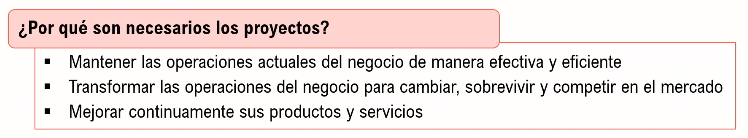 ¿Por qué son necesarios los proyectos?
▪ Mantener las operaciones actuales del negocio de manera efectiva y eficiente
▪ Transformar las operaciones del negocio para cambiar, sobrevivir y competir en el mercado
▪ Mejorar continuamente sus productos y servicios